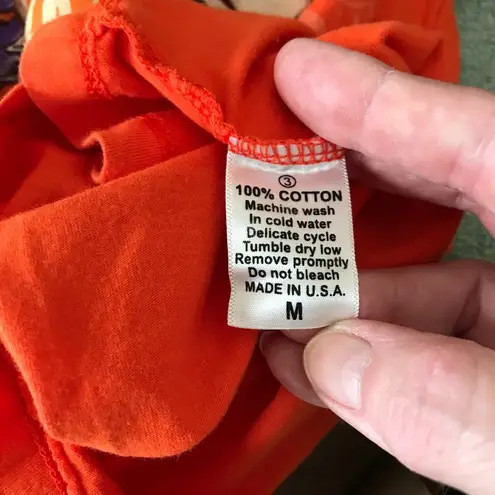 3
100% COTTON
Machine wash
In cold water
Delicate cycle
Tumble dry low
Remove promptly
Do not bleach
MADE IN U.S.A.
M